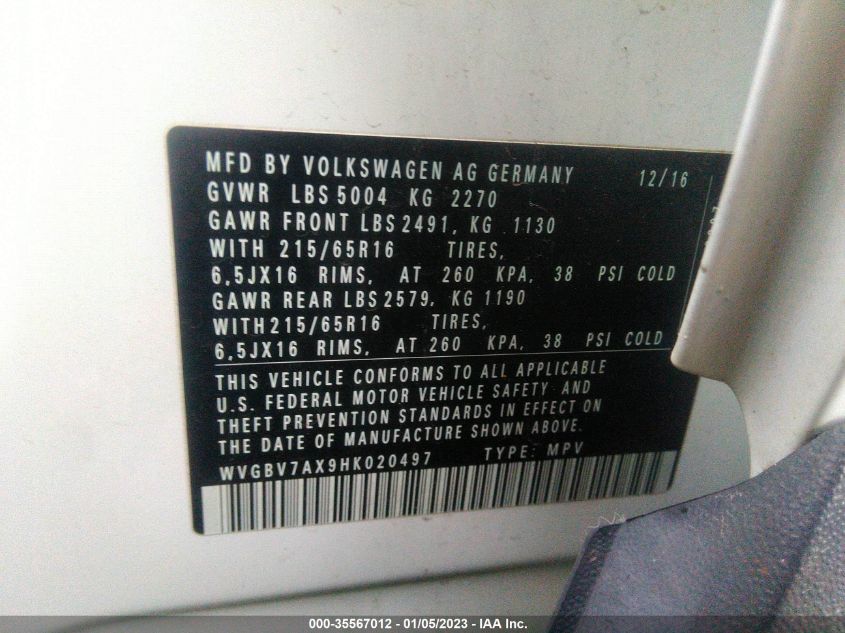 MFD BY VOLKSWAGEN AG GERMANY 12/16
GVWR LBS 5004 KG 2270
GAWR FRONT LBS 2491, KG 1130
WITH 215/65R16 TIRES,
6,5JX16 RIMS, AT 260 KPA, 38 PSI COLD
GAWR REAR LBS 2579, KG 1190
WITH 215/65R16 TIRES,
6,5JX16 RIMS, AT 260 KPA, 38 PSI COLD
THIS VEHICLE CONFORMS TO ALL APPLICABLE
U.S. FEDERAL MOTOR VEHICLE SAFETY AND
THEFT PREVENTION STANDARDS IN EFFECT ON
THE DATE OF MANUFACTURE SHOWN ABOVE.
WVGBV7AX9HK020497 TYPE: MPV
000-35567012 - 01/05/2023 - IAA Inc.